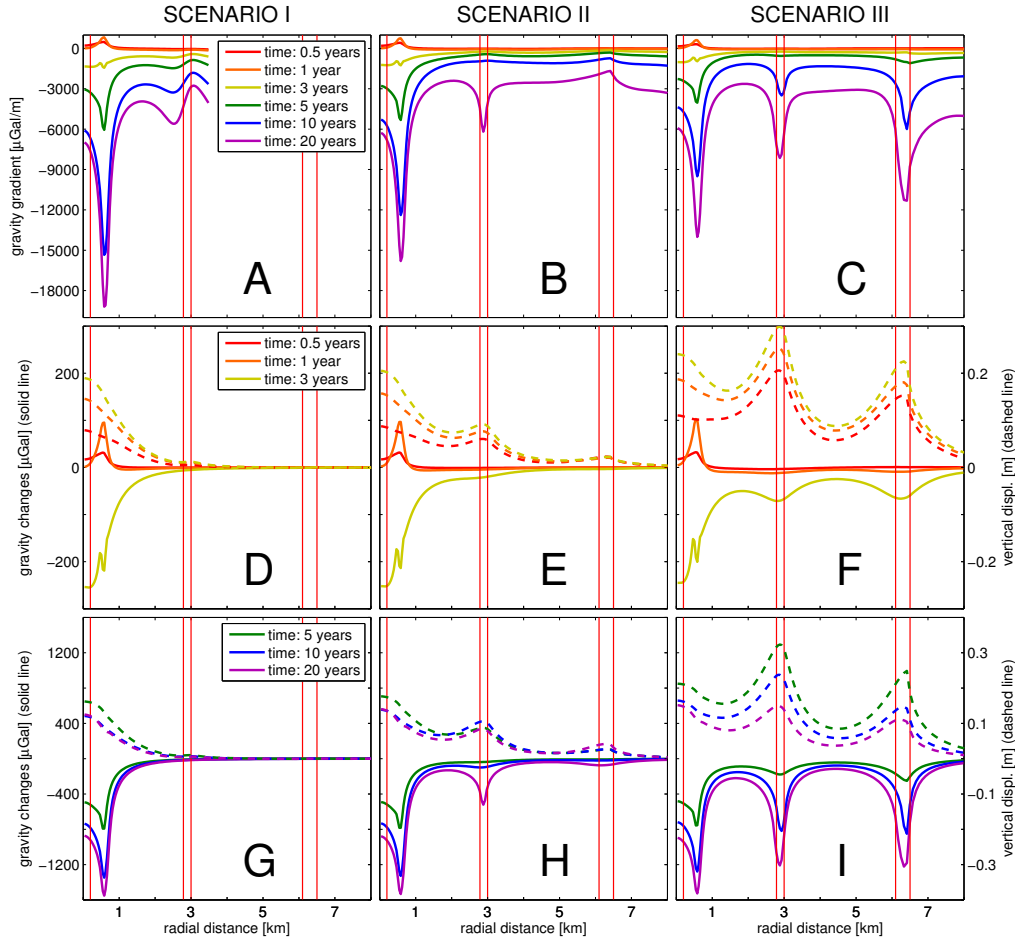 SCENARIO I SCENARIO II SCENARIO III
gravity gradient [μGal/m]
0
−3000
−6000
−9000
−12000
−15000
−18000
time: 0.5 years
time: 1 year
time: 3 years
time: 5 years
time: 10 years
time: 20 years
A B C
gravity changes [μGal] (solid line)
200
0
−200
time: 0.5 years
time: 1 year
time: 3 years
D E F
0.2
0
−0.2
vertical displ. [m] (dashed line)
gravity changes [μGal] (solid line)
1200
400
−400
−1200
time: 5 years
time: 10 years
time: 20 years
G H I
0.3
0.1
−0.1
−0.3
vertical displ. [m] (dashed line)
1 3 5 7 1 3 5 7 1 3 5 7
radial distance [km] radial distance [km] radial distance [km]